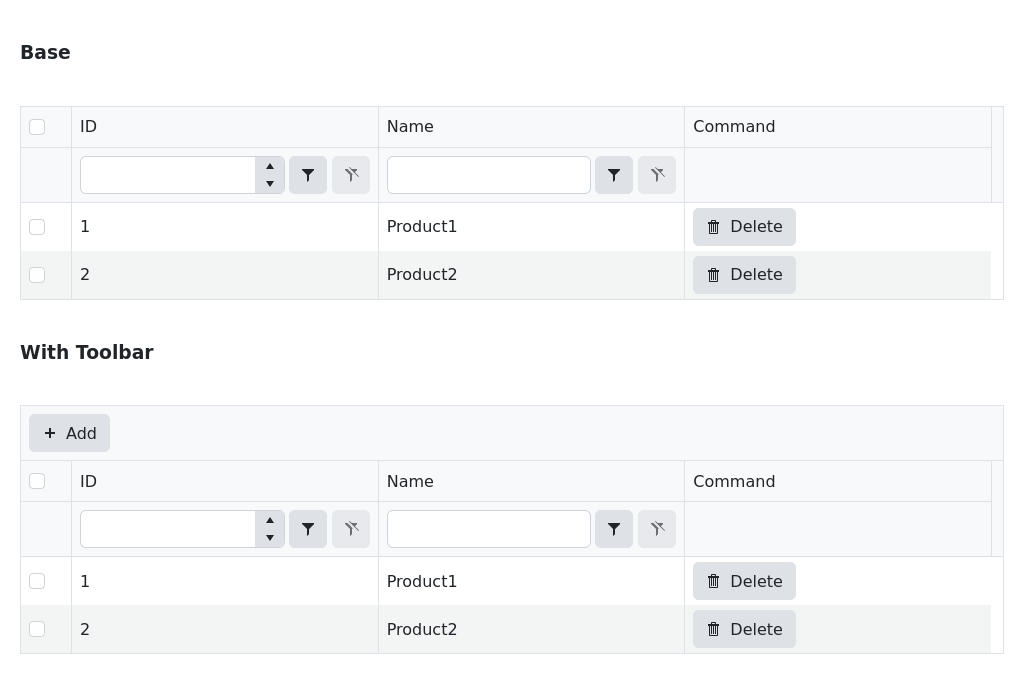 Base
ID Name Command
1 Product1 Delete
2 Product2 Delete
With Toolbar
Add
ID Name Command
1 Product1 Delete
2 Product2 Delete